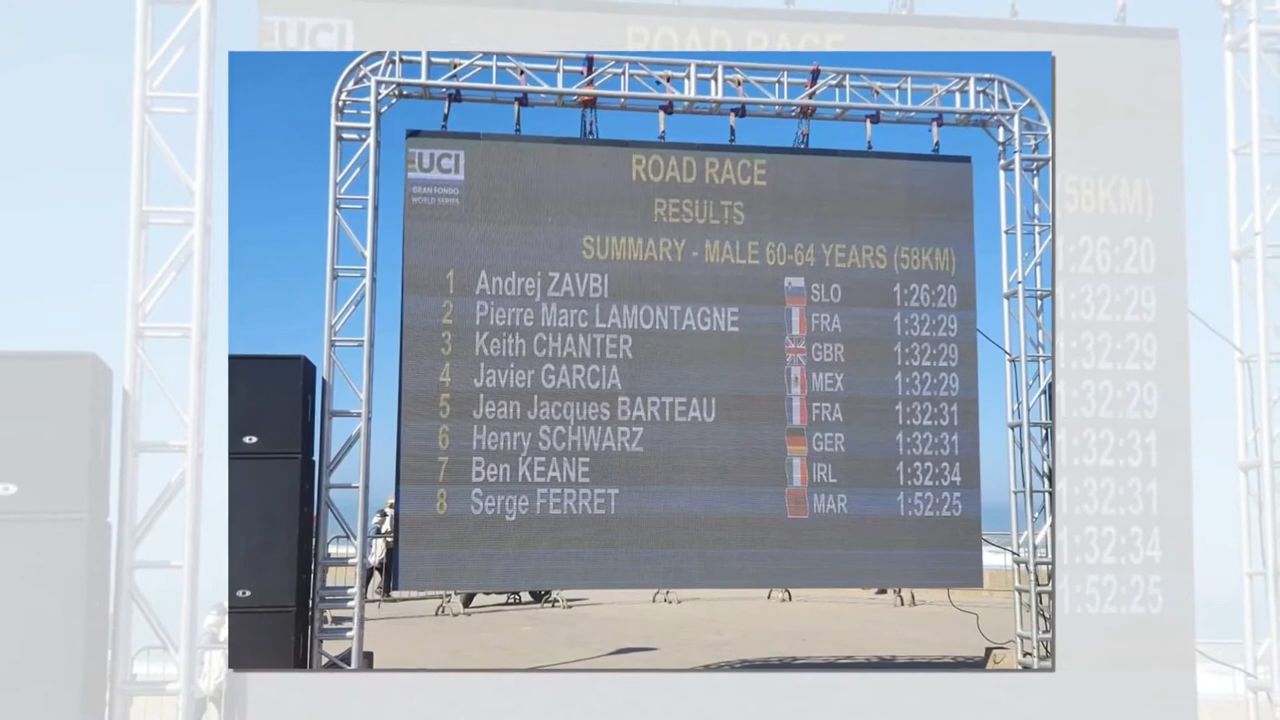 UCI
GRAN FONDO
WORLD SERIES
ROAD RACE
RESULTS
SUMMARY - MALE 60-64 YEARS (58KM)
1 Andrej ZAVBI SLO 1:26:20
2 Pierre Marc LAMONTAGNE FRA 1:32:29
3 Keith CHANTER GBR 1:32:29
4 Javier GARCIA MEX 1:32:29
5 Jean Jacques BARTEAU FRA 1:32:31
6 Henry SCHWARZ GER 1:32:31
7 Ben KEANE IRL 1:32:34
8 Serge FERRET MAR 1:52:25